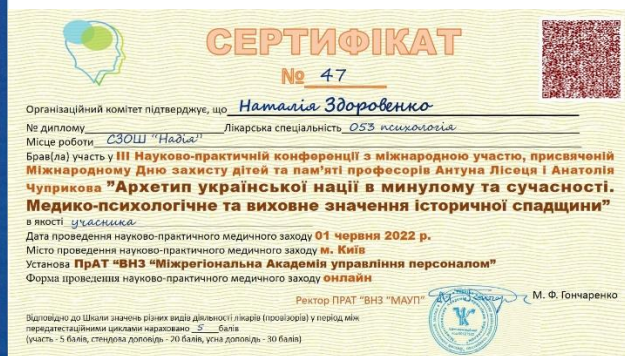 СЕРТИФІКАТ
№ 47
Організаційний комітет підтверджує, що Наталія Здоровенко
№ диплому Лікарська спеціальність 053 психологія
Місце роботи СЗОШ "Надія"
Брав(ла) участь у ІІІ Науково-практичній конференції з міжнародною участю, присвяченій
Міжнародному Дню захисту дітей та пам’яті професорів Антуна Лісеця і Анатолія
Чуприкова "Архетип української нації в минулому та сучасності.
Медико-психологічне та виховне значення історичної спадщини"
в якості учасника
Дата проведення науково-практичного медичного заходу 01 червня 2022 р.
Місто проведення науково-практичного медичного заходу м. Київ
Установа ПрАТ “ВНЗ “Міжрегіональна Академія управління персоналом”
Форма проведення науково-практичного медичного заходу онлайн
Ректор ПРАТ "ВНЗ "МАУП" М. Ф. Гончаренко
Відповідно до Шкали значень різних видів діяльності лікарів (провізорів) у період між
передатестаційними циклами нараховано 5 балів
(участь - 5 балів, стендова доповідь - 20 балів, усна доповідь - 30 балів)